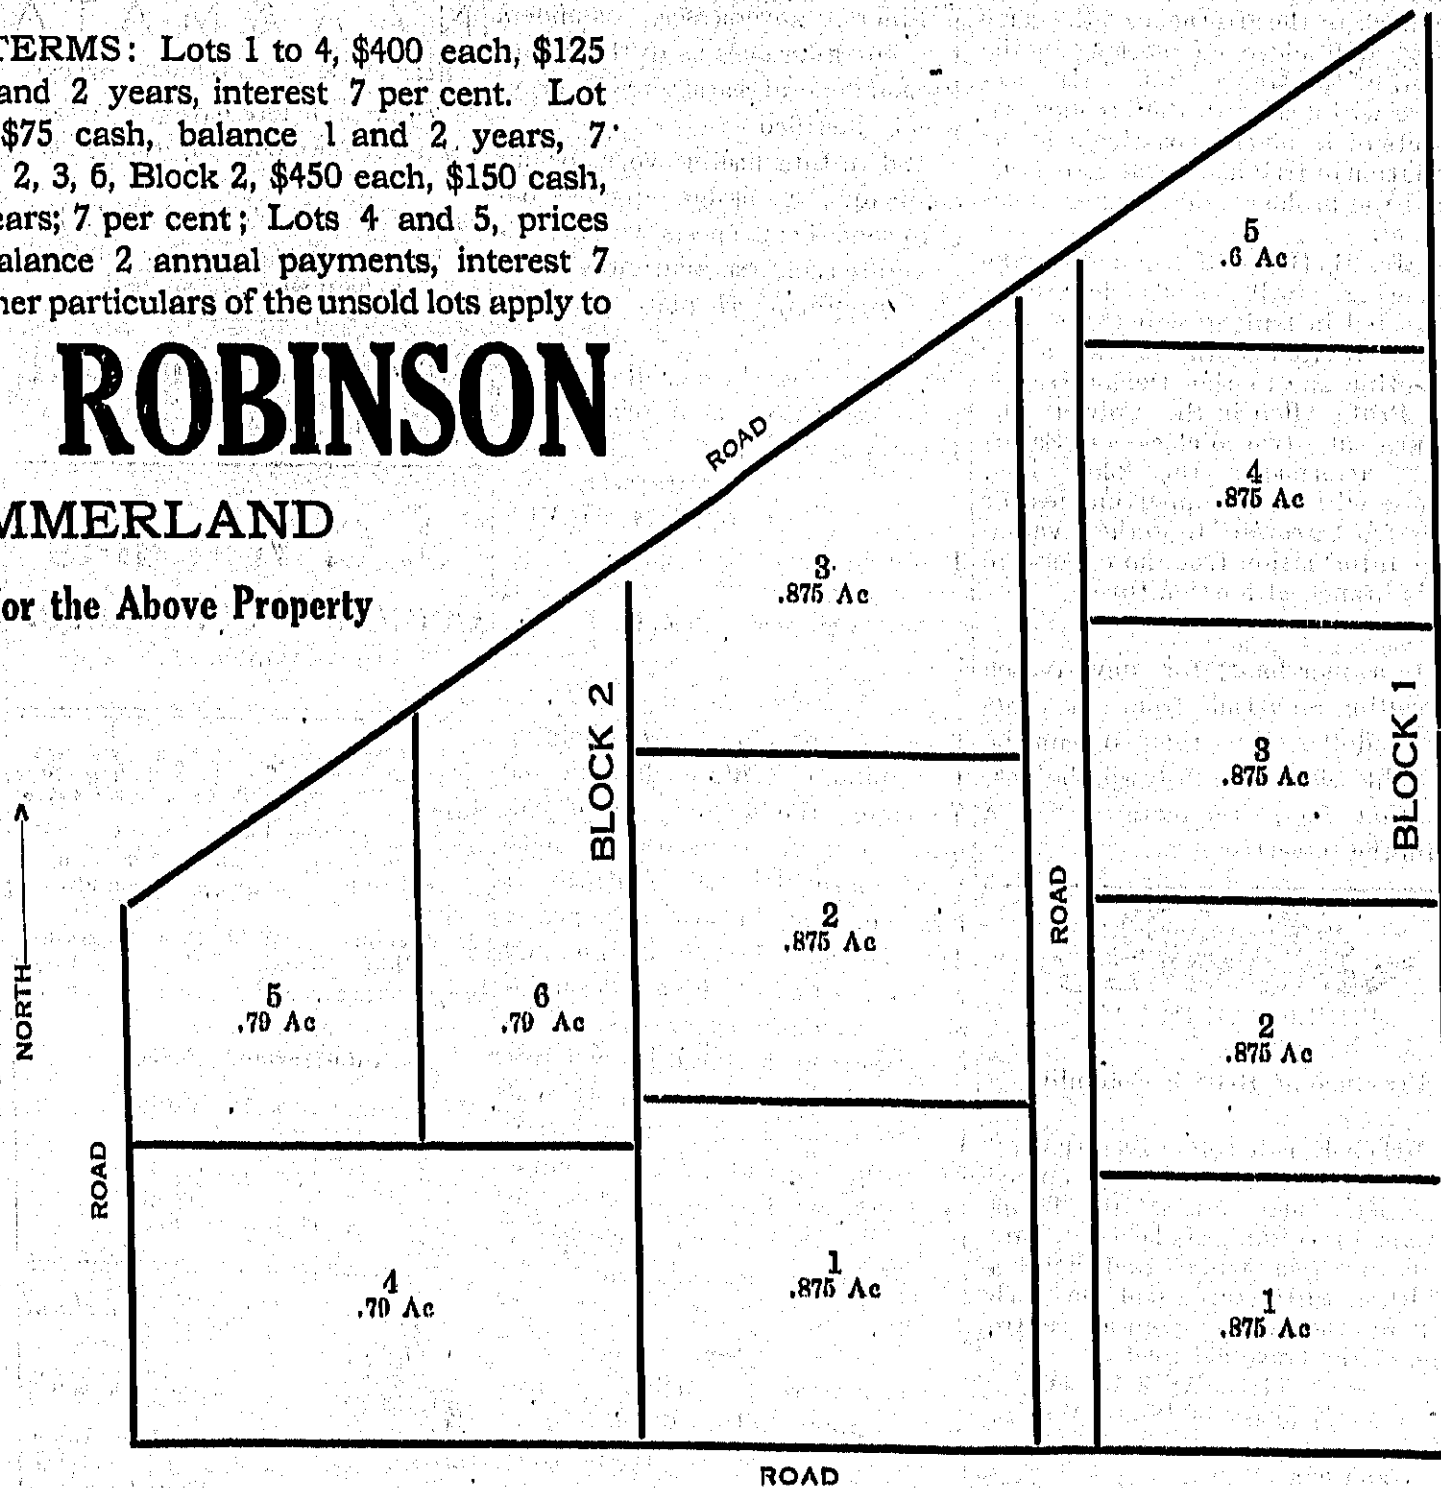 TERMS: Lots 1 to 4, $400 each, $125
and 2 years, interest 7 per cent. Lot
$75 cash, balance 1 and 2 years, 7
2, 3, 6, Block 2, $450 each, $150 cash,
ears; 7 per cent; Lots 4 and 5, prices
alance 2 annual payments, interest 7
her particulars of the unsold lots apply to
ROBINSON
MMERLAND
or the Above Property
NORTH
ROAD
ROAD
ROAD
ROAD
BLOCK 2
BLOCK 1
5
.6 Ac
4
.875 Ac
3
.875 Ac
3
.875 Ac
2
.875 Ac
2
.875 Ac
5
.79 Ac
6
.79 Ac
4
.79 Ac
1
.875 Ac
1
.875 Ac